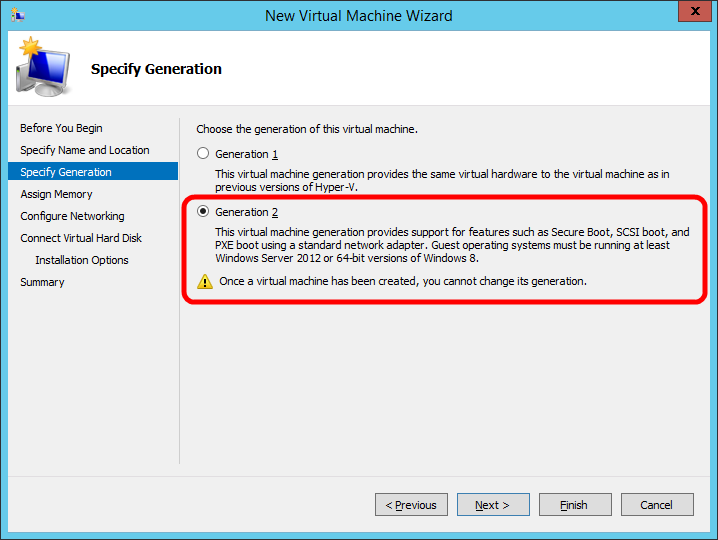 New Virtual Machine Wizard
x
Specify Generation
Before You Begin
Specify Name and Location
Specify Generation
Assign Memory
Configure Networking
Connect Virtual Hard Disk
Installation Options
Summary
Choose the generation of this virtual machine.
Generation 1
This virtual machine generation provides the same virtual hardware to the virtual machine as in
previous versions of Hyper-V.
Generation 2
This virtual machine generation provides support for features such as Secure Boot, SCSI boot, and
PXE boot using a standard network adapter. Guest operating systems must be running at least
Windows Server 2012 or 64-bit versions of Windows 8.
Once a virtual machine has been created, you cannot change its generation.
< Previous
Next >
Finish
Cancel